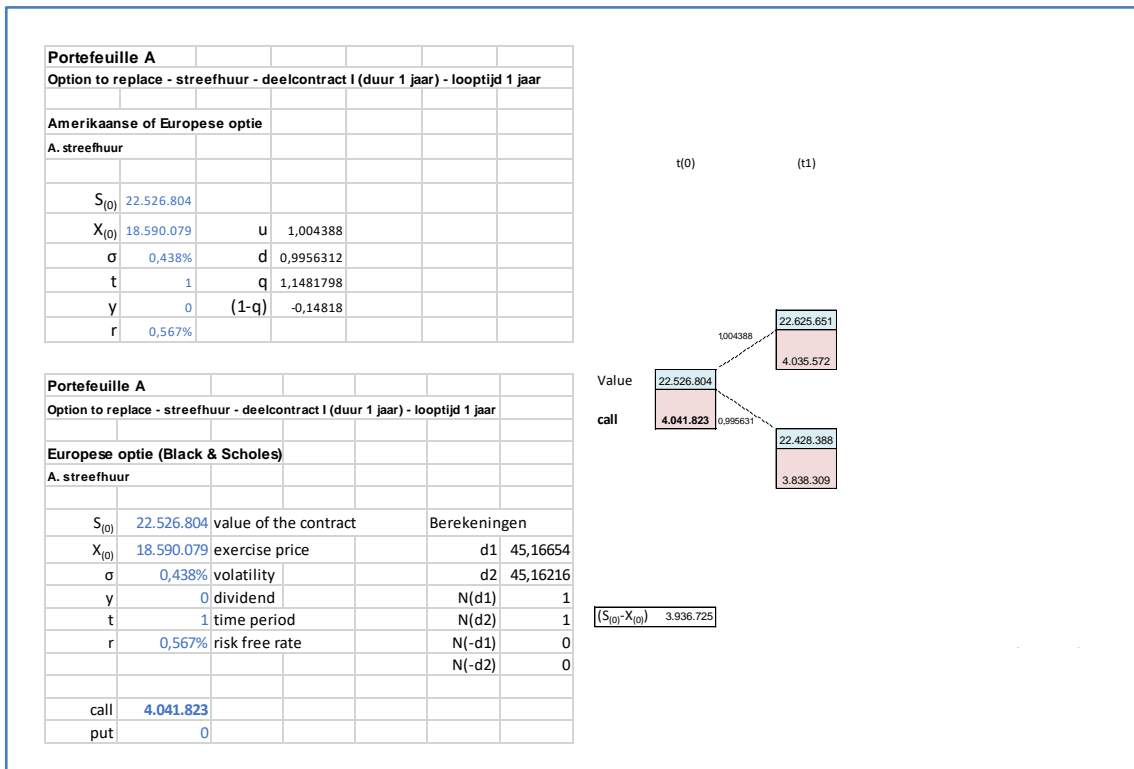 Portefeuille A
Option to replace - streefhuur - deelcontract I (duur 1 jaar) - looptijd 1 jaar
Amerikaanse of Europese optie
A. streefhuur
S(0) 22.526.804
X(0) 18.590.079 u 1,004388
σ 0,438% d 0,9956312
t 1 q 1,1481798
y 0 (1-q) -0,14818
r 0,567%
t(0) (t1)
22.625.651
1,004388
4.035.572
Value 22.526.804
call 4.041.823 0,995631
22.428.388
3.838.309
Portefeuille A
Option to replace - streefhuur - deelcontract I (duur 1 jaar) - looptijd 1 jaar
Europese optie (Black & Scholes)
A. streefhuur
S(0) 22.526.804 value of the contract Berekeningen
X(0) 18.590.079 exercise price d1 45,16654
σ 0,438% volatility d2 45,16216
y 0 dividend N(d1) 1
t 1 time period N(d2) 1
r 0,567% risk free rate N(-d1) 0
N(-d2) 0
call 4.041.823
put 0
(S(0)-X(0)) 3.936.725